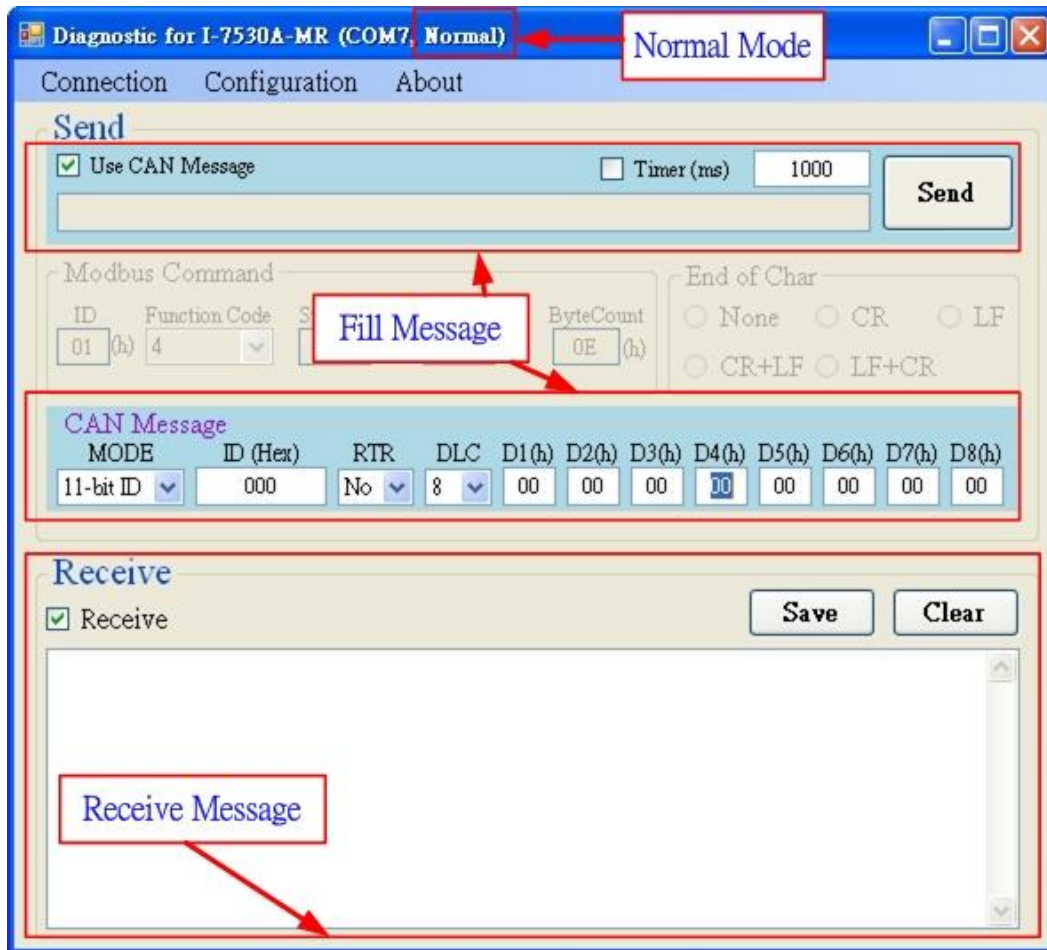 Diagnostic for I-7530A-MR (COM7, Normal)
Normal Mode
Connection Configuration About
Send
Use CAN Message
Timer (ms) 1000
Send
Modbus Command
ID Function Code ByteCount
01 (h) 4 0E (h)
End of Char
None CR LF
CR+LF LF+CR
Fill Message
CAN Message
MODE ID (Hex) RTR DLC D1(h) D2(h) D3(h) D4(h) D5(h) D6(h) D7(h) D8(h)
11-bit ID 000 No 8 00 00 00 00 00 00 00 00
Receive
Receive
Save Clear
Receive Message